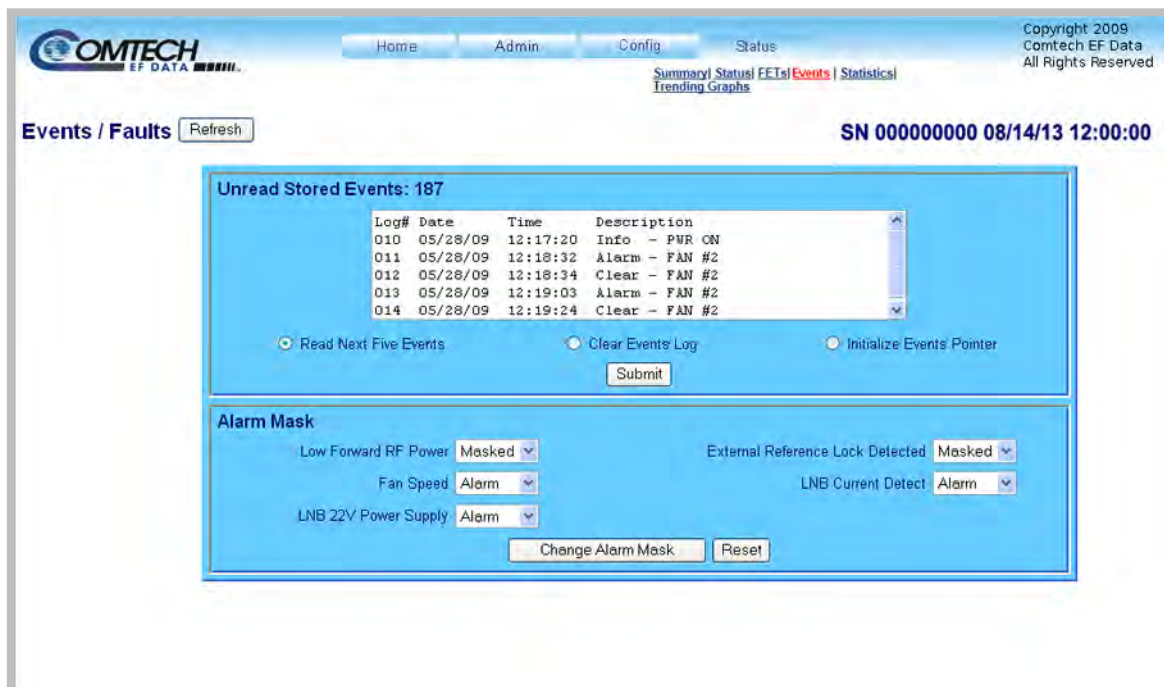 COMTECH
EF DATA
Home Admin Config Status
Summary| Status| FETs| Events | Statistics|
Trending Graphs
Copyright 2009
Comtech EF Data
All Rights Reserved
Events / Faults Refresh
SN 000000000 08/14/13 12:00:00
Unread Stored Events: 187
Log# Date Time Description
010 05/28/09 12:17:20 Info - PWR ON
011 05/28/09 12:18:32 Alarm - FAN #2
012 05/28/09 12:18:34 Clear - FAN #2
013 05/28/09 12:19:03 Alarm - FAN #2
014 05/28/09 12:19:24 Clear - FAN #2
Read Next Five Events Clear Events Log Initialize Events Pointer
Submit
Alarm Mask
Low Forward RF Power Masked External Reference Lock Detected Masked
Fan Speed Alarm LNB Current Detect Alarm
LNB 22V Power Supply Alarm
Change Alarm Mask Reset